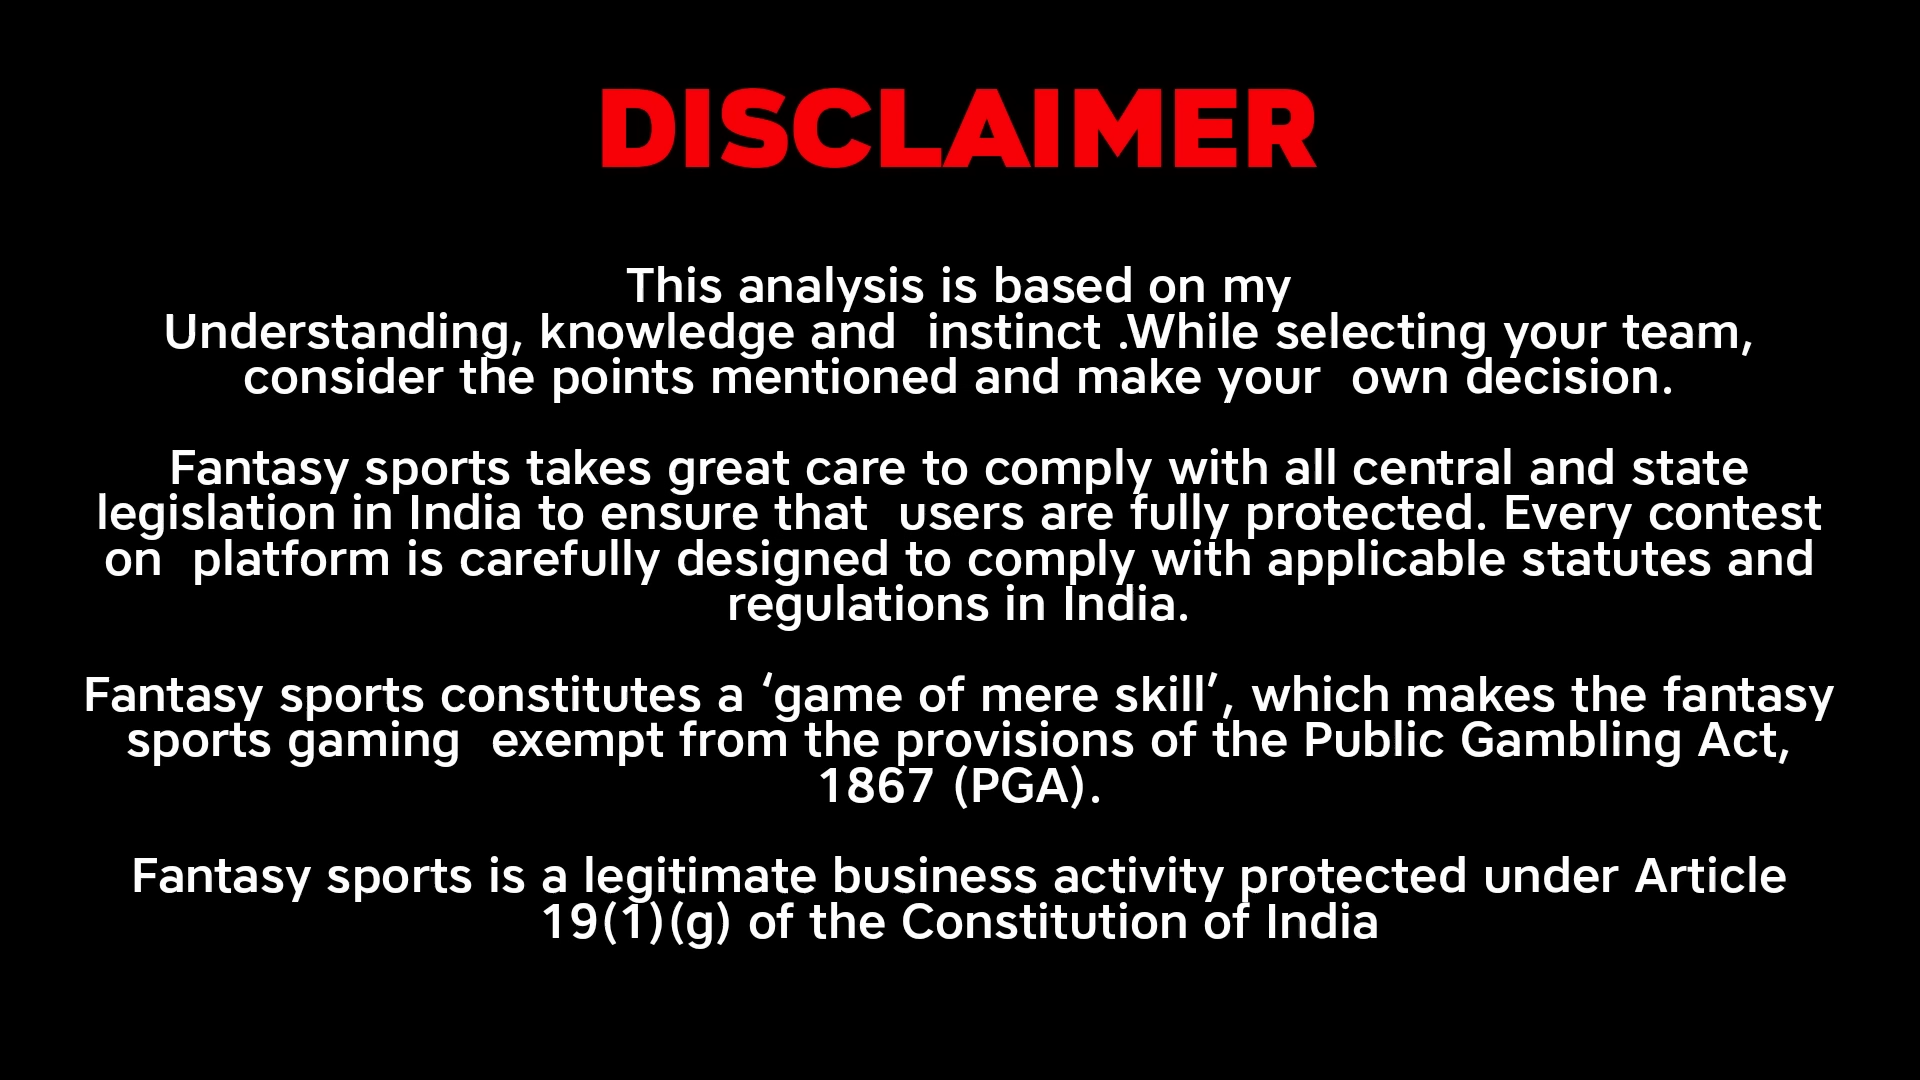 DISCLAIMER
This analysis is based on my
Understanding, knowledge and  instinct .While selecting your team,
consider the points mentioned and make your  own decision.
Fantasy sports takes great care to comply with all central and state
legislation in India to ensure that  users are fully protected. Every contest
on  platform is carefully designed to comply with applicable statutes and
regulations in India.
Fantasy sports constitutes a ‘game of mere skill’, which makes the fantasy
sports gaming  exempt from the provisions of the Public Gambling Act,
1867 (PGA).
Fantasy sports is a legitimate business activity protected under Article
19(1)(g) of the Constitution of India